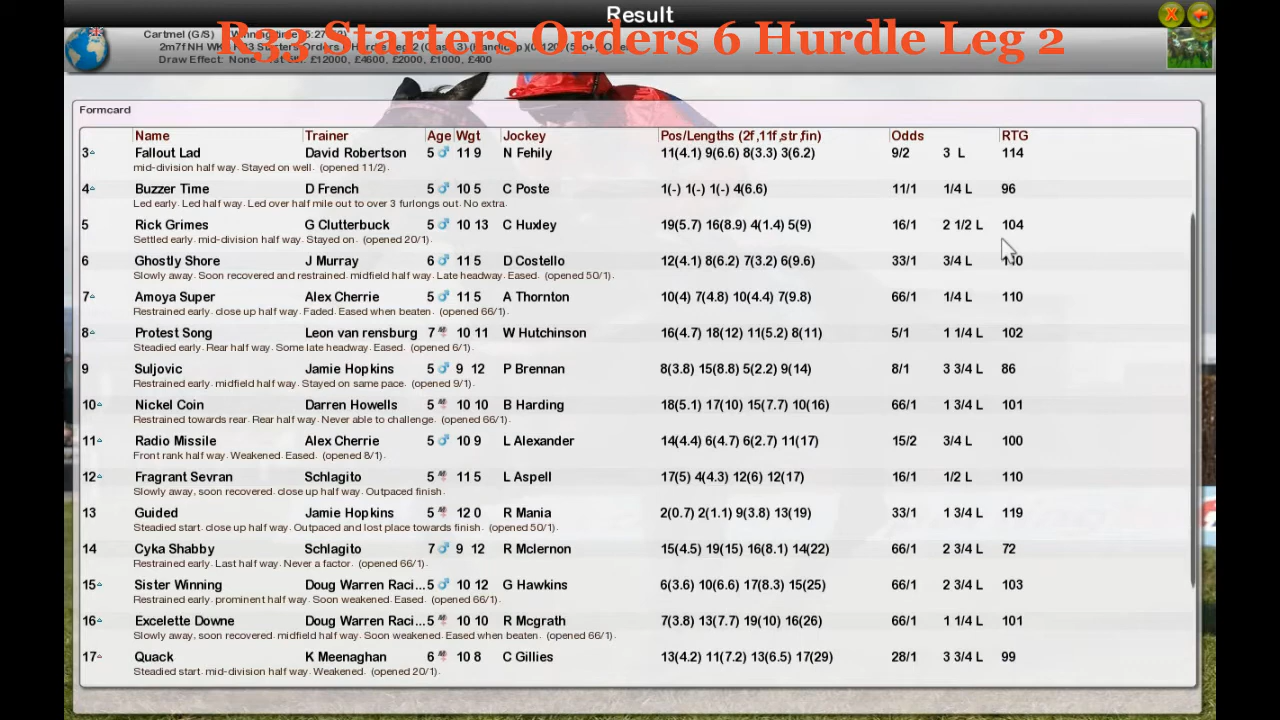 Result
Rgg Starters Orders 6 Hurdle Leg 2
Cartmel (G/S)
Draw Effect: None £12000, £4600, £2000, £1000, £400
Formcard
Name Trainer Age Wgt Jockey Pos/Lengths (2f,11f,str,fin) Odds RTG
3 Fallout Lad David Robertson 5 11 9 N Fehily 11(4.1) 9(6.6) 8(3.3) 3(6.2) 9/2 3 L 114
mid-division half way. Stayed on well. (opened 11/2).
4 Buzzer Time D French 5 10 5 C Poste 1(-) 1(-) 1(-) 4(6.6) 11/1 1/4 L 96
Led early. Led half way. Led over half mile out to over 3 furlongs out. No extra.
5 Rick Grimes G Clutterbuck 5 10 13 C Huxley 19(5.7) 16(8.9) 4(1.4) 5(9) 16/1 2 1/2 L 104
Settled early. mid-division half way. Stayed on. (opened 20/1).
6 Ghostly Shore J Murray 6 11 5 D Costello 12(4.1) 8(6.2) 7(3.2) 6(9.6) 33/1 3/4 L
Slowly away. Soon recovered and restrained. midfield half way. Late headway. Eased. (opened 50/1).
7 Amoya Super Alex Cherrie 5 11 5 A Thornton 10(4) 7(4.8) 10(4.4) 7(9.8) 66/1 1/4 L 110
Restrained early. close up half way. Faded. Eased when beaten. (opened 66/1).
8 Protest Song Leon van rensburg 7 10 11 W Hutchinson 16(4.7) 18(12) 11(5.2) 8(11) 5/1 1 1/4 L 102
Steadied early. Rear half way. Some late headway. Eased. (opened 6/1).
9 Suljovic Jamie Hopkins 5 9 12 P Brennan 8(3.8) 15(8.8) 5(2.2) 9(14) 8/1 3 3/4 L 86
Restrained early. midfield half way. Stayed on same pace. (opened 9/1).
10 Nickel Coin Darren Howells 5 10 10 B Harding 18(5.1) 17(10) 15(7.7) 10(16) 66/1 1 3/4 L 101
Restrained towards rear. Rear half way. Never able to challenge. (opened 66/1).
11 Radio Missile Alex Cherrie 5 10 9 L Alexander 14(4.4) 6(4.7) 6(2.7) 11(17) 15/2 3/4 L 100
Front rank half way. Weakened. Eased. (opened 8/1).
12 Fragrant Sevran Schlagito 5 11 5 L Aspell 17(5) 4(4.3) 12(6) 12(17) 16/1 1/2 L 110
Slowly away, soon recovered. close up half way. Outpaced finish.
13 Guided Jamie Hopkins 5 12 0 R Mania 2(0.7) 2(1.1) 9(3.8) 13(19) 33/1 1 3/4 L 119
Steadied start. close up half way. Outpaced and lost place towards finish. (opened 50/1).
14 Cyka Shabby Schlagito 7 9 12 R Mclernon 15(4.5) 19(15) 16(8.1) 14(22) 66/1 2 3/4 L 72
Restrained early. Last half way. Never a factor. (opened 66/1).
15 Sister Winning Doug Warren Raci... 5 10 12 G Hawkins 6(3.6) 10(6.6) 17(8.3) 15(25) 66/1 2 3/4 L 103
Restrained early. prominent half way. Soon weakened. Eased. (opened 66/1).
16 Excelette Downe Doug Warren Raci... 5 10 10 R Mcgrath 7(3.8) 13(7.7) 19(10) 16(26) 66/1 1 1/4 L 101
Slowly away, soon recovered. midfield half way. Soon weakened. Eased when beaten. (opened 66/1).
17 Quack K Meenaghan 6 10 8 C Gillies 13(4.2) 11(7.2) 13(6.5) 17(29) 28/1 3 3/4 L 99
Steadied start. mid-division half way. Weakened. (opened 20/1).